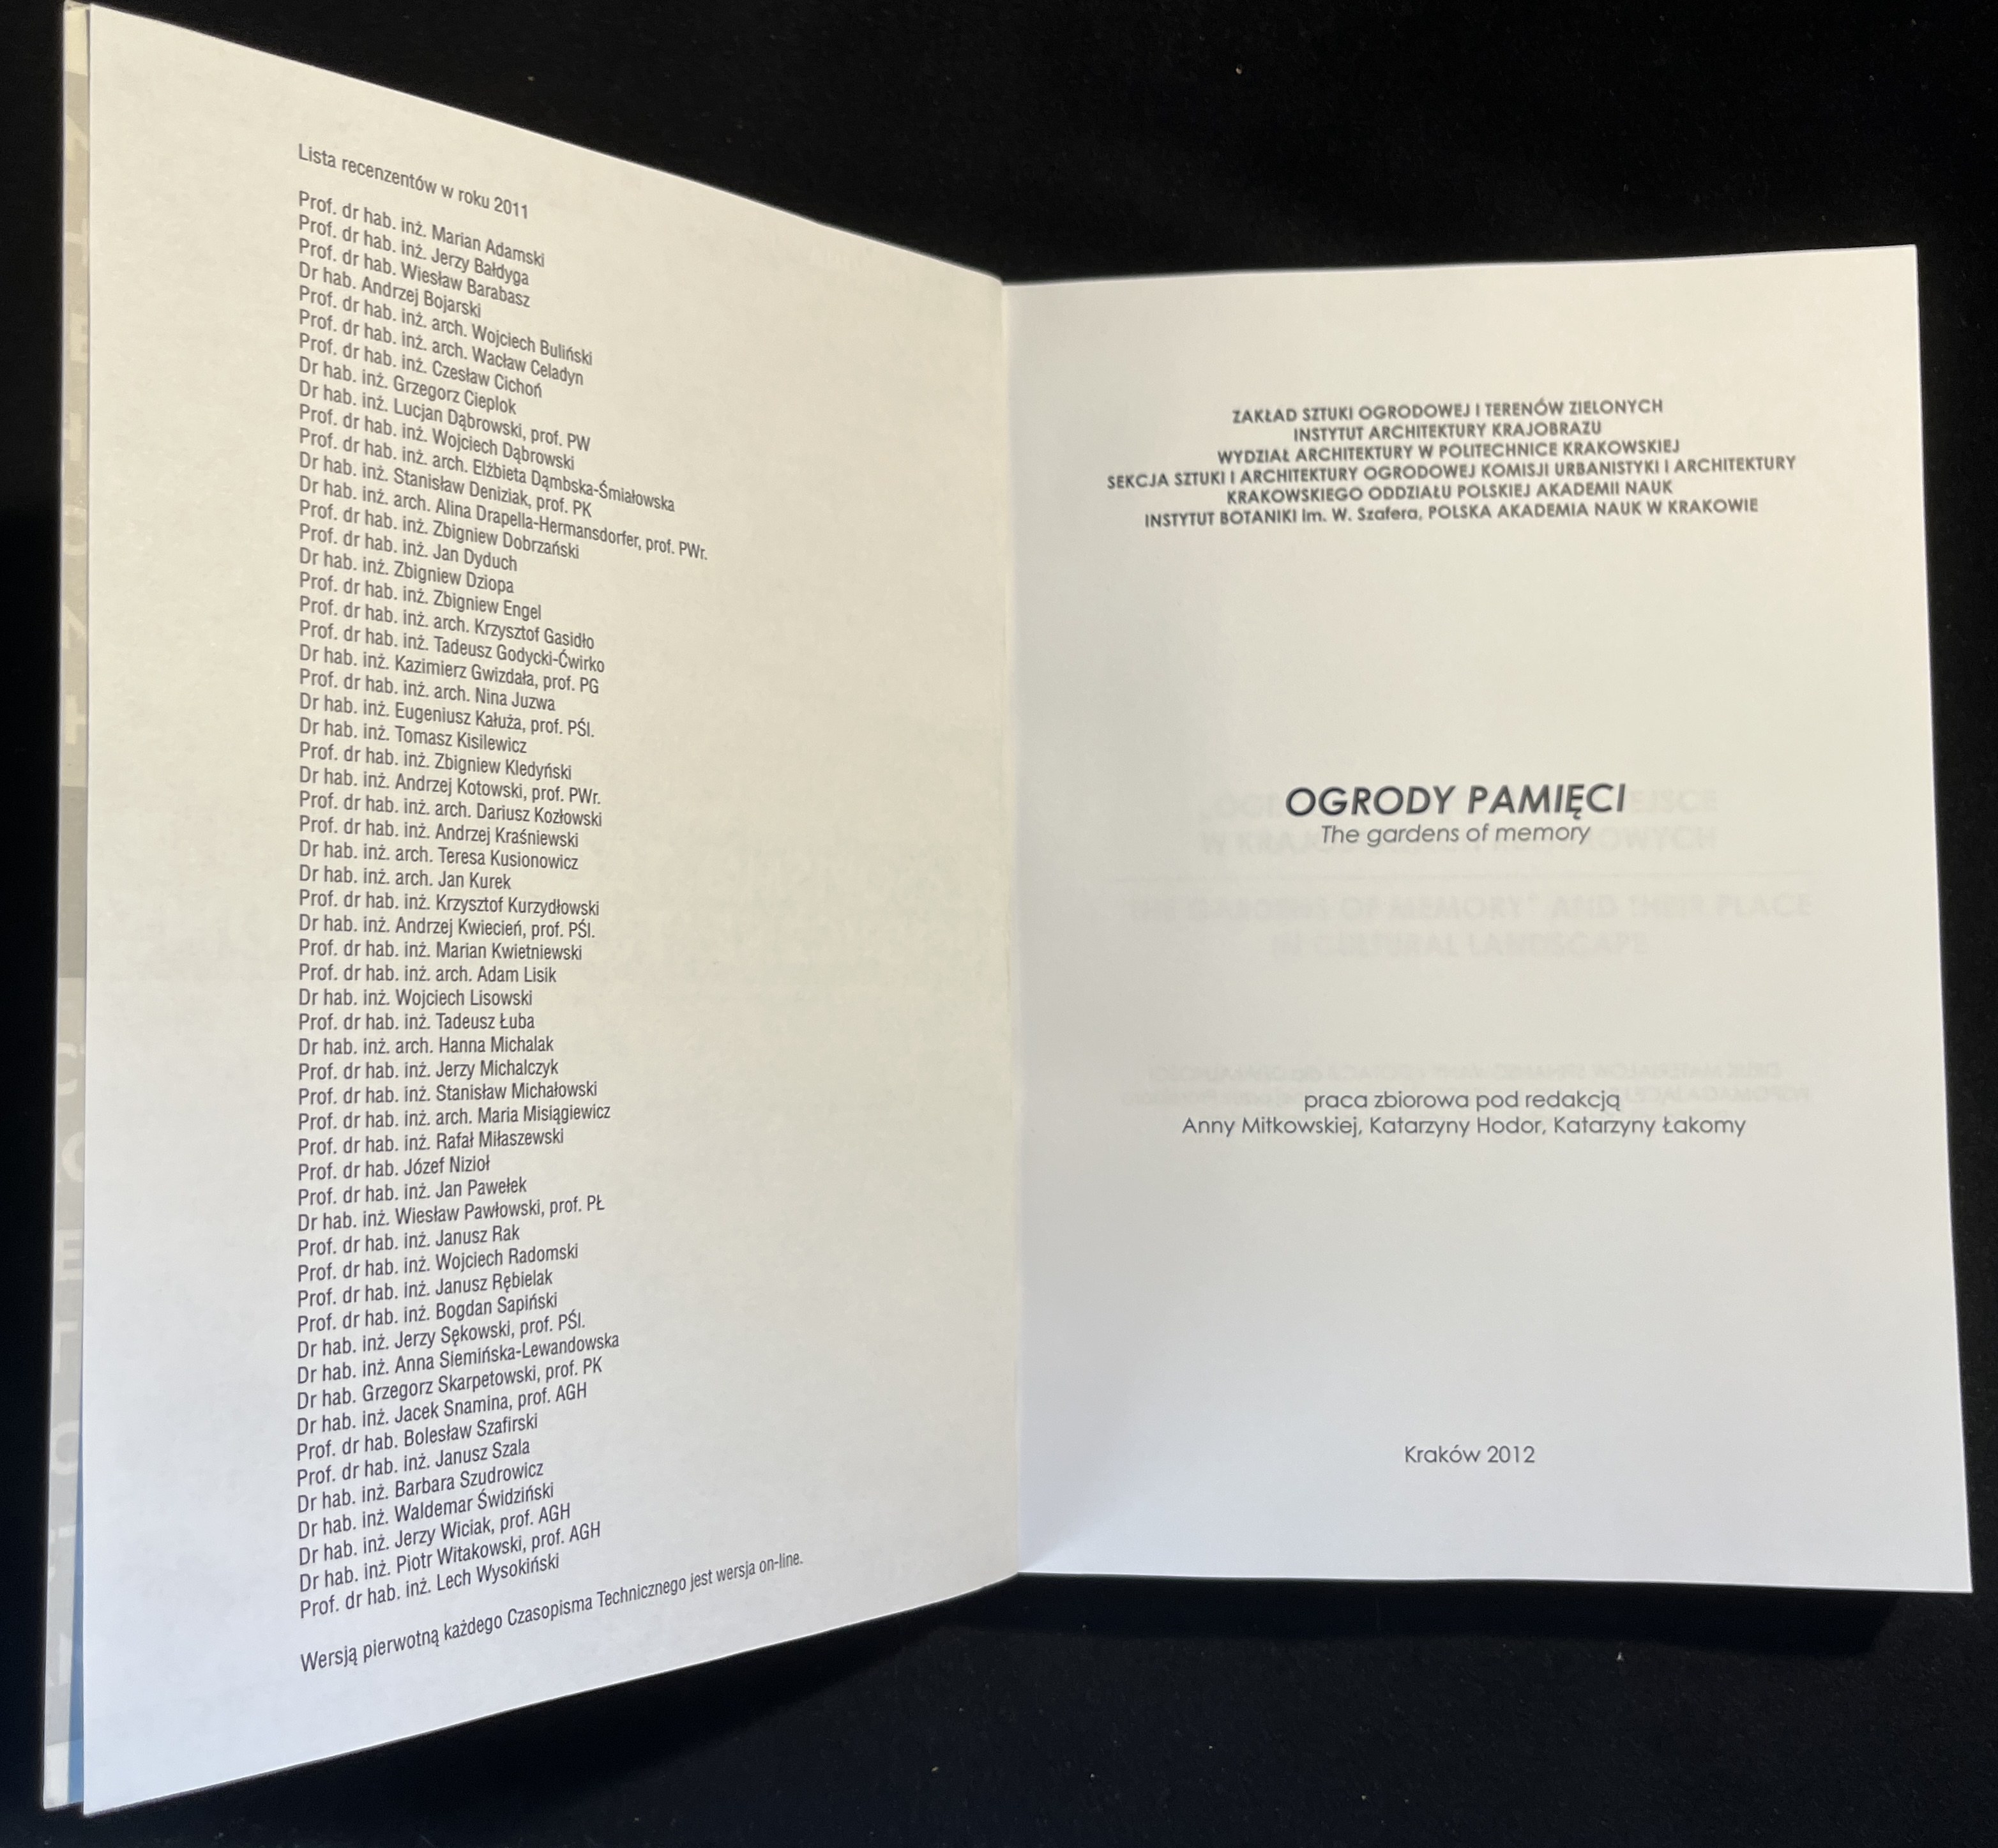 Lista recenzentów w roku 2011
Prof. dr hab. inż. Marian Adamski
Prof. dr hab. inż. Jerzy Bałdyga
Prof. dr hab. Wiesław Barabasz
Dr hab. Andrzej Bojarski
Prof. dr hab. inż. arch. Wojciech Buliński
Prof. dr hab. inż. arch. Wacław Celadyn
Prof. dr hab. inż. Czesław Cichoń
Dr hab. inż. Grzegorz Cieplok
Dr hab. inż. Lucjan Dąbrowski, prof. PW
Prof. dr hab. inż. Wojciech Dąbrowski
Prof. dr hab. inż. arch. Elżbieta Dąmbska-Śmiałowska
Dr hab. inż. Stanisław Deniziak, prof. PK
Dr hab. inż. arch. Alina Drapella-Hermansdorfer, prof. PWr.
Prof. dr hab. inż. Zbigniew Dobrzański
Prof. dr hab. inż. Jan Dyduch
Dr hab. inż. Zbigniew Dziopa
Prof. dr hab. inż. Zbigniew Engel
Prof. dr hab. inż. arch. Krzysztof Gasidło
Prof. dr hab. inż. Tadeusz Godycki-Ćwirko
Dr hab. inż. Kazimierz Gwizdała, prof. PG
Prof. dr hab. inż. arch. Nina Juzwa
Dr hab. inż. Eugeniusz Kałuża, prof. PŚl.
Dr hab. inż. Tomasz Kisilewicz
Prof. dr hab. inż. Zbigniew Kledyński
Dr hab. inż. Andrzej Kotowski, prof. PWr.
Prof. dr hab. inż. arch. Dariusz Kozłowski
Prof. dr hab. inż. Andrzej Kraśniewski
Dr hab. inż. arch. Teresa Kusionowicz
Dr hab. inż. arch. Jan Kurek
Prof. dr hab. inż. Krzysztof Kurzydłowski
Dr hab. inż. Andrzej Kwiecień, prof. PŚl.
Prof. dr hab. inż. Marian Kwietniewski
Prof. dr hab. inż. arch. Adam Lisik
Dr hab. inż. Wojciech Lisowski
Prof. dr hab. inż. Tadeusz Łuba
Dr hab. inż. arch. Hanna Michalak
Prof. dr hab. inż. Jerzy Michalczyk
Prof. dr hab. inż. Stanisław Michałowski
Prof. dr hab. inż. arch. Maria Misiągiewicz
Prof. dr hab. inż. Rafał Miłaszewski
Prof. dr hab. Józef Nizioł
Prof. dr hab. inż. Jan Pawełek
Dr hab. inż. Wiesław Pawłowski, prof. PŁ
Prof. dr hab. inż. Janusz Rak
Prof. dr hab. inż. Wojciech Radomski
Prof. dr hab. inż. Janusz Rębielak
Prof. dr hab. inż. Bogdan Sapiński
Dr hab. inż. Jerzy Sękowski, prof. PŚl.
Dr hab. inż. Anna Siemińska-Lewandowska
Dr hab. Grzegorz Skarpetowski, prof. PK
Dr hab. inż. Jacek Snamina, prof. AGH
Prof. dr hab. Bolesław Szafirski
Prof. dr hab. inż. Janusz Szala
Dr hab. inż. Barbara Szudrowicz
Dr hab. inż. Waldemar Świdziński
Dr hab. inż. Jerzy Wiciak, prof. AGH
Dr hab. inż. Piotr Witakowski, prof. AGH
Prof. dr hab. inż. Lech Wysokiński
Wersją pierwotną każdego Czasopisma Technicznego jest wersja on-line.
ZAKŁAD SZTUKI OGRODOWEJ I TERENÓW ZIELONYCH
INSTYTUT ARCHITEKTURY KRAJOBRAZU
WYDZIAŁ ARCHITEKTURY W POLITECHNICE KRAKOWSKIEJ
SEKCJA SZTUKI I ARCHITEKTURY OGRODOWEJ KOMISJI URBANISTYKI I ARCHITEKTURY
KRAKOWSKIEGO ODDZIAŁU POLSKIEJ AKADEMII NAUK
INSTYTUT BOTANIKI im. W. Szafera, POLSKA AKADEMIA NAUK W KRAKOWIE
OGRODY PAMIĘCI
The gardens of memory
praca zbiorowa pod redakcją
Anny Mitkowskiej, Katarzyny Hodor, Katarzyny Łakomy
Kraków 2012